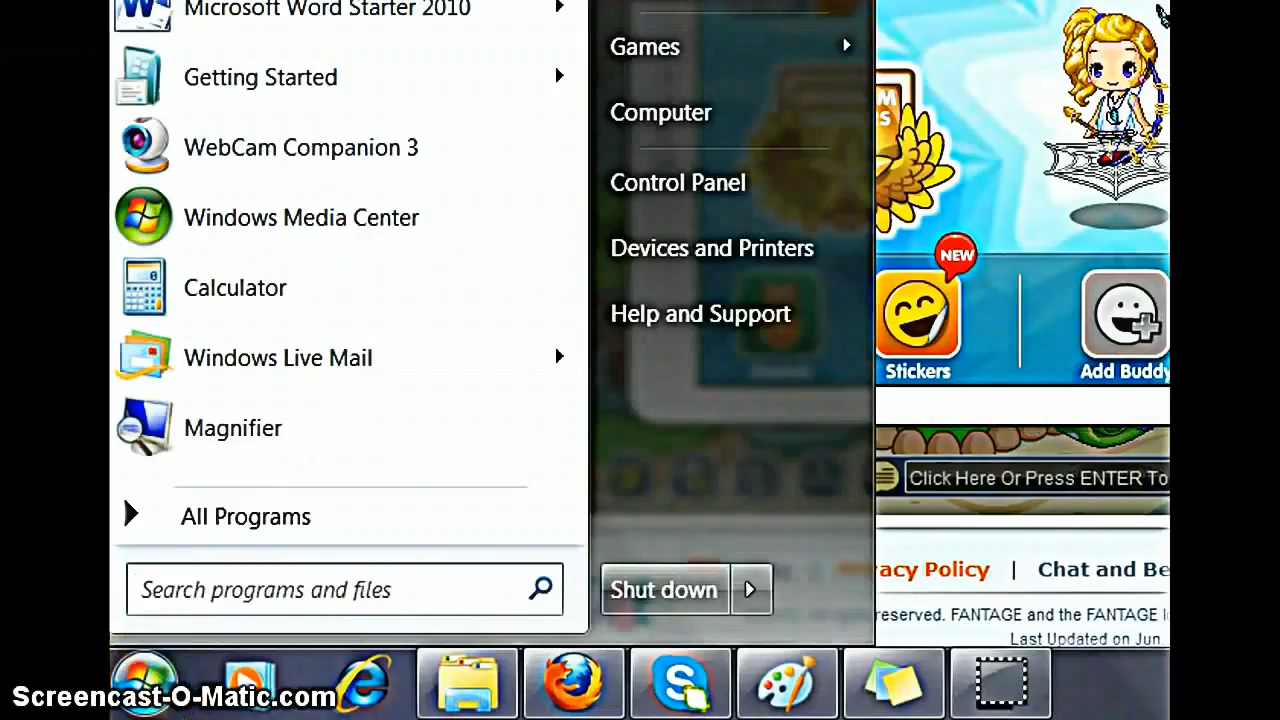 Microsoft Word Starter 2010
Getting Started
WebCam Companion 3
Windows Media Center
Calculator
Windows Live Mail
Magnifier
All Programs
Search programs and files
Games
Computer
Control Panel
Devices and Printers
Help and Support
Shut down
NEW
Stickers
Add Buddy
Click Here Or Press ENTER To
acy Policy | Chat and Be
reserved. FANTAGE and the FANTAGE l
Last Updated on Jun.
Screencast-O-Matic.com